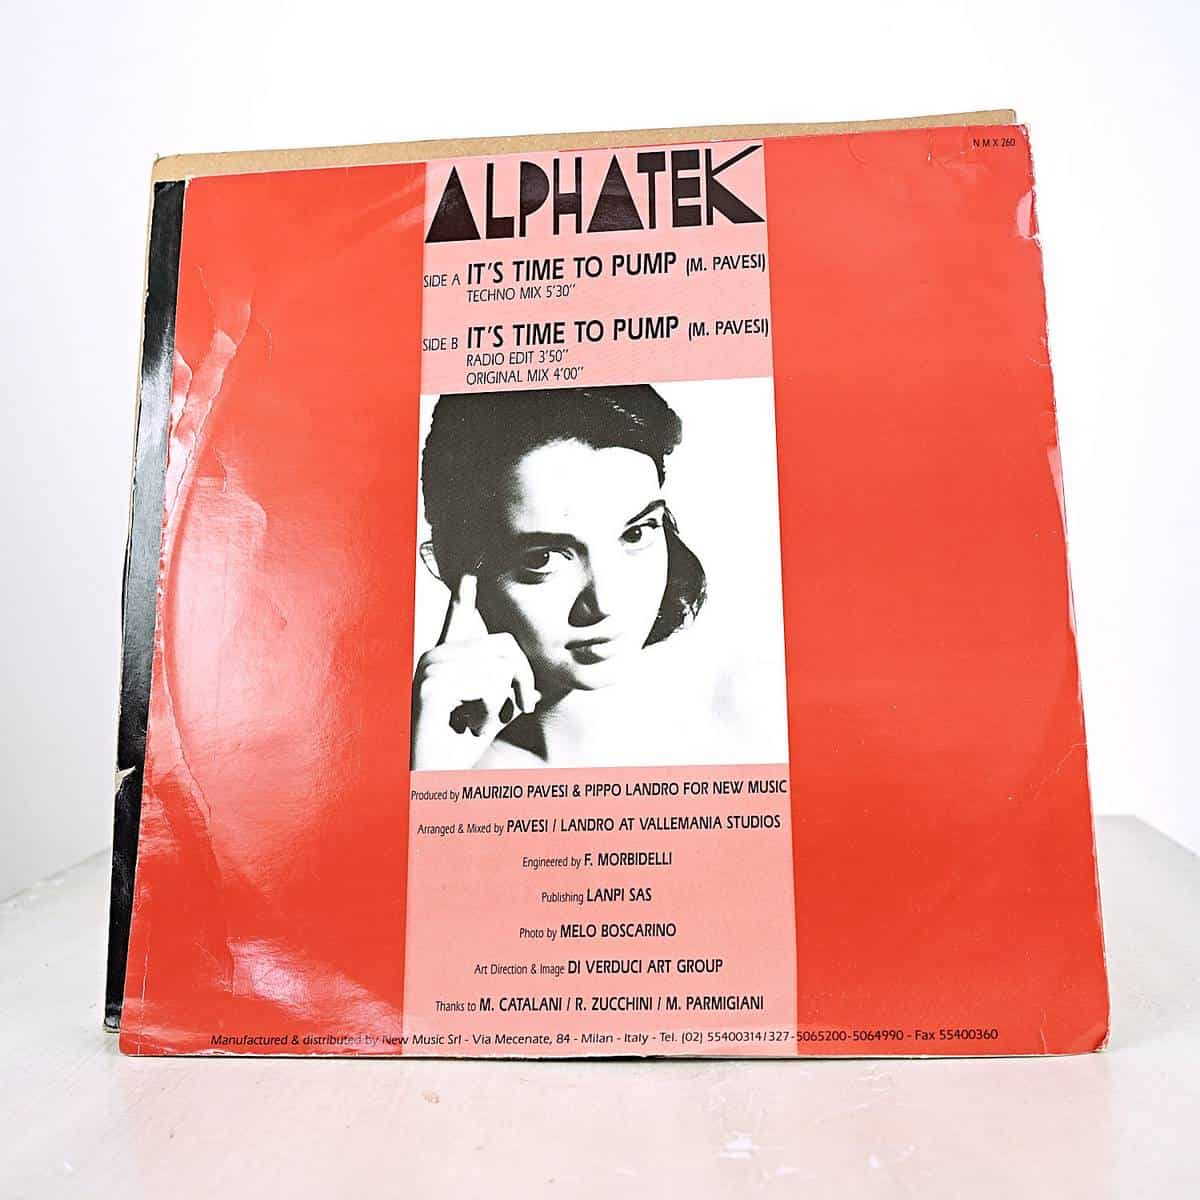 N M X 260
ALPHATEK
SIDE A IT'S TIME TO PUMP (M. PAVESI)
TECHNO MIX 5'30"
SIDE B IT'S TIME TO PUMP (M. PAVESI)
RADIO EDIT 3'50"
ORIGINAL MIX 4'00"
Produced by MAURIZIO PAVESI & PIPPO LANDRO FOR NEW MUSIC
Arranged & Mixed by PAVESI / LANDRO AT VALLEMANIA STUDIOS
Engineered by F. MORBIDELLI
Publishing LANPI SAS
Photo by MELO BOSCARINO
Art Direction & Image DI VERDUCI ART GROUP
Thanks to M. CATALANI / R. ZUCCHINI / M. PARMIGIANI
Manufactured & distributed by New Music Srl - Via Mecenate, 84 - Milan - Italy - Tel. (02) 55400314/327-5065200-5064990 - Fax 55400360